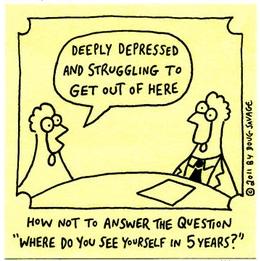 DEEPLY DEPRESSED
AND STRUGGLING TO
GET OUT OF HERE
© 2011 BY DOUG SAVAGE
HOW NOT TO ANSWER THE QUESTION
"WHERE DO YOU SEE YOURSELF IN 5 YEARS?"